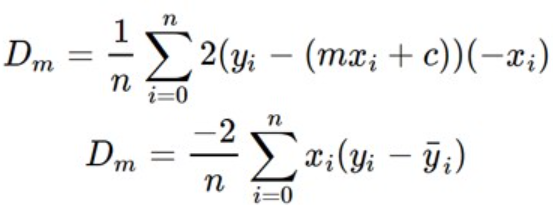 D_m = \frac{1}{n} \sum_{i=0}^{n} 2(y_i - (mx_i + c))(-x_i)
D_m = \frac{-2}{n} \sum_{i=0}^{n} x_i(y_i - \bar{y}_i)